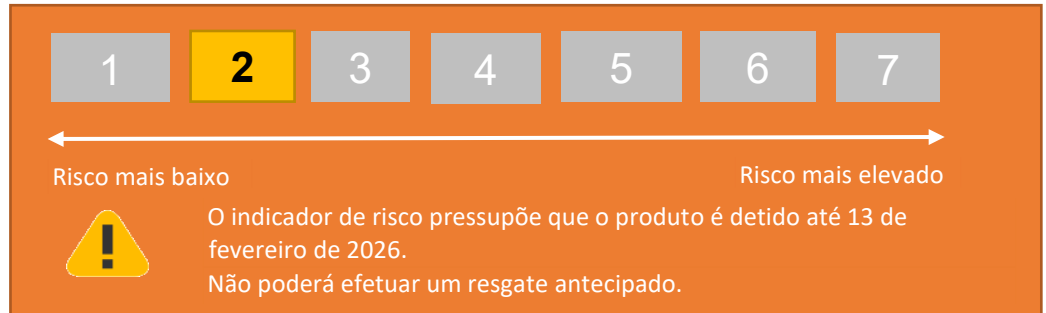 1 2 3 4 5 6 7
Risco mais baixo Risco mais elevado
O indicador de risco pressupõe que o produto é detido até 13 de
fevereiro de 2026.
Não poderá efetuar um resgate antecipado.